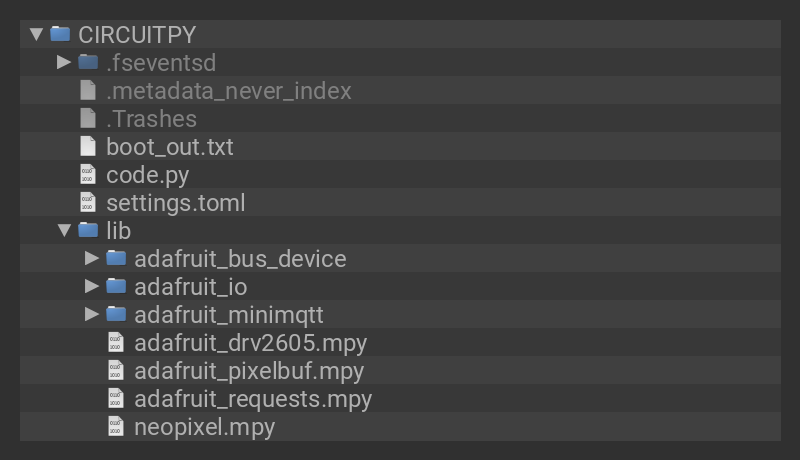 CIRCUITPY
.fseventsd
.metadata_never_index
.Trashes
boot_out.txt
code.py
settings.toml
lib
adafruit_bus_device
adafruit_io
adafruit_minimqtt
adafruit_drv2605.mpy
adafruit_pixelbuf.mpy
adafruit_requests.mpy
neopixel.mpy